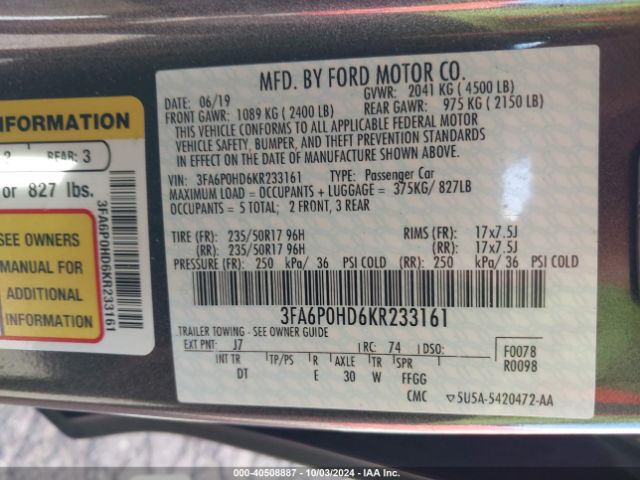 MFD. BY FORD MOTOR CO.
DATE: 06/19 GVWR: 2041 KG ( 4500 LB)
FRONT GAWR: 1089 KG ( 2400 LB) REAR GAWR: 975 KG ( 2150 LB)
THIS VEHICLE CONFORMS TO ALL APPLICABLE FEDERAL MOTOR
VEHICLE SAFETY, BUMPER, AND THEFT PREVENTION STANDARDS
IN EFFECT ON THE DATE OF MANUFACTURE SHOWN ABOVE.
VIN: 3FA6P0HD6KR233161 TYPE: Passenger Car
MAXIMUM LOAD = OCCUPANTS + LUGGAGE = 375KG/ 827LB
OCCUPANTS = 5 TOTAL; 2 FRONT, 3 REAR
TIRE (FR): 235/50R17 96H RIMS (FR): 17x7.5J
(RR): 235/50R17 96H (RR): 17x7.5J
PRESSURE (FR): 250 kPa/ 36 PSI COLD (RR): 250 kPa/ 36 PSI COLD
3FA6P0HD6KR233161
TRAILER TOWING - SEE OWNER GUIDE
EXT PNT: J7 RC: 74 DSO: F0078
R0098
INT TR TP/PS R AXLE TR SPR
DT E 30 W FFGG
CMC 5U5A-5420472-AA
INFORMATION
2 REAR: 3
or 827 lbs.
SEE OWNERS
MANUAL FOR
ADDITIONAL
INFORMATION
3FA6P0HD6KR233161
000-40508887 - 10/03/2024 - IAA Inc.